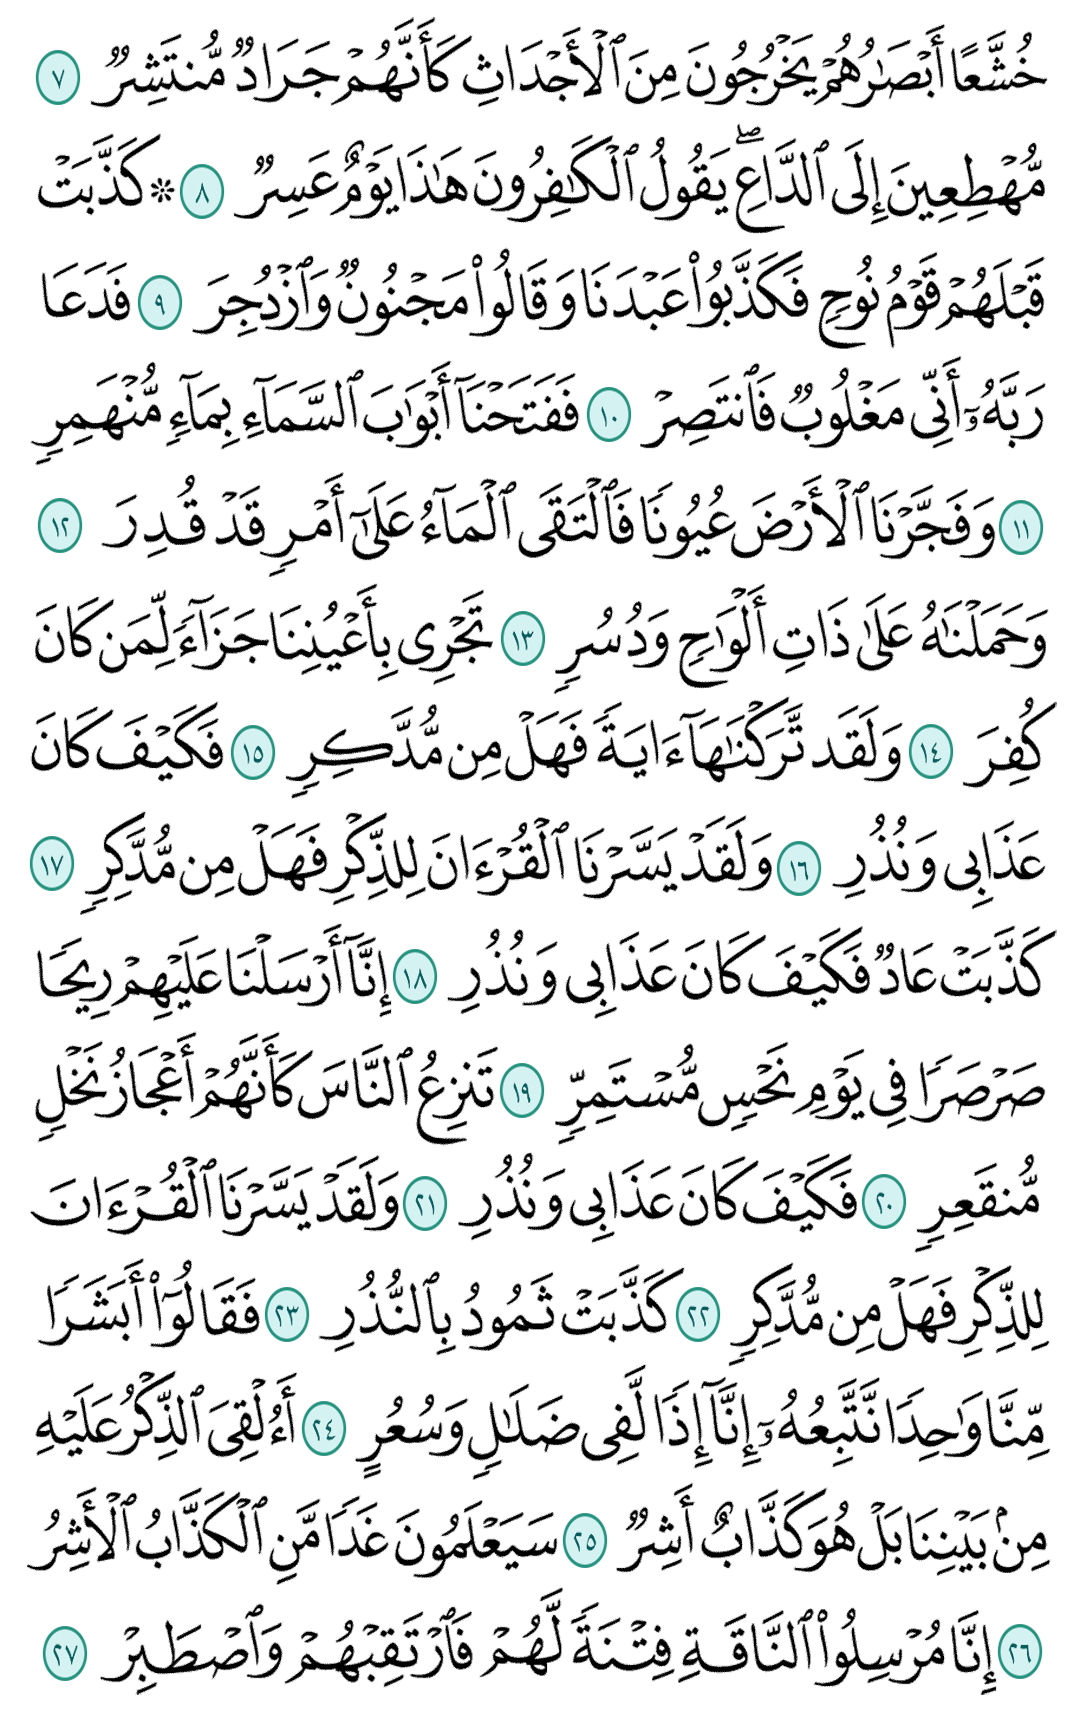 خُشَّعًا أَبۡصَٰرُهُمۡ يَخۡرُجُونَ مِنَ ٱلۡأَجۡدَاثِ كَأَنَّهُمۡ جَرَادٞ مُّنتَشِرٞ ٧
مُّهۡطِعِينَ إِلَى ٱلدَّاعِۖ يَقُولُ ٱلۡكَٰفِرُونَ هَٰذَا يَوۡمٌ عَسِرٞ ٨ ۞ كَذَّبَتۡ
قَبۡلَهُمۡ قَوۡمُ نُوحٖ فَكَذَّبُواْ عَبۡدَنَا وَقَالُواْ مَجۡنُونٞ وَٱزۡدُجِرَ ٩ فَدَعَا
رَبَّهُۥٓ أَنِّي مَغۡلُوبٞ فَٱنتَصِرۡ ١٠ فَفَتَحۡنَآ أَبۡوَٰبَ ٱلسَّمَآءِ بِمَآءٖ مُّنۡهَمِرٖ
١١ وَفَجَّرۡنَا ٱلۡأَرۡضَ عُيُونٗا فَٱلۡتَقَى ٱلۡمَآءُ عَلَىٰٓ أَمۡرٖ قَدۡ قُدِرَ ١٢
وَحَمَلۡنَٰهُ عَلَىٰ ذَاتِ أَلۡوَٰحٖ وَدُسُرٖ ١٣ تَجۡرِي بِأَعۡيُنِنَا جَزَآءٗ لِّمَن كَانَ
كُفِرَ ١٤ وَلَقَد تَّرَكۡنَٰهَآ ءَايَةٗ فَهَلۡ مِن مُّدَّكِرٖ ١٥ فَكَيۡفَ كَانَ
عَذَابِي وَنُذُرِ ١٦ وَلَقَدۡ يَسَّرۡنَا ٱلۡقُرۡءَانَ لِلذِّكۡرِ فَهَلۡ مِن مُّدَّكِرٖ ١٧
كَذَّبَتۡ عَادٞ فَكَيۡفَ كَانَ عَذَابِي وَنُذُرِ ١٨ إِنَّآ أَرۡسَلۡنَا عَلَيۡهِمۡ رِيحٗا
صَرۡصَرٗا فِي يَوۡمِ نَحۡسٖ مُّسۡتَمِرّٖ ١٩ تَنزِعُ ٱلنَّاسَ كَأَنَّهُمۡ أَعۡجَازُ نَخۡلٖ
مُّنقَعِرٖ ٢٠ فَكَيۡفَ كَانَ عَذَابِي وَنُذُرِ ٢١ وَلَقَدۡ يَسَّرۡنَا ٱلۡقُرۡءَانَ
لِلذِّكۡرِ فَهَلۡ مِن مُّدَّكِرٖ ٢٢ كَذَّبَتۡ ثَمُودُ بِٱلنُّذُرِ ٢٣ فَقَالُوٓاْ أَبَشَرٗا
مِّنَّا وَٰحِدٗا نَّتَّبِعُهُۥٓ إِنَّآ إِذٗا لَّفِي ضَلَٰلٖ وَسُعُرٍ ٢٤ أَءُلۡقِيَ ٱلذِّكۡرُ عَلَيۡهِ
مِنۢ بَيۡنِنَا بَلۡ هُوَ كَذَّابٌ أَشِرٞ ٢٥ سَيَعۡلَمُونَ غَدٗا مَّنِ ٱلۡكَذَّابُ ٱلۡأَشِرُ
٢٦ إِنَّا مُرۡسِلُواْ ٱلنَّاقَةِ فِتۡنَةٗ لَّهُمۡ فَٱرۡتَقِبۡهُمۡ وَٱصۡطَبِرۡ ٢٧